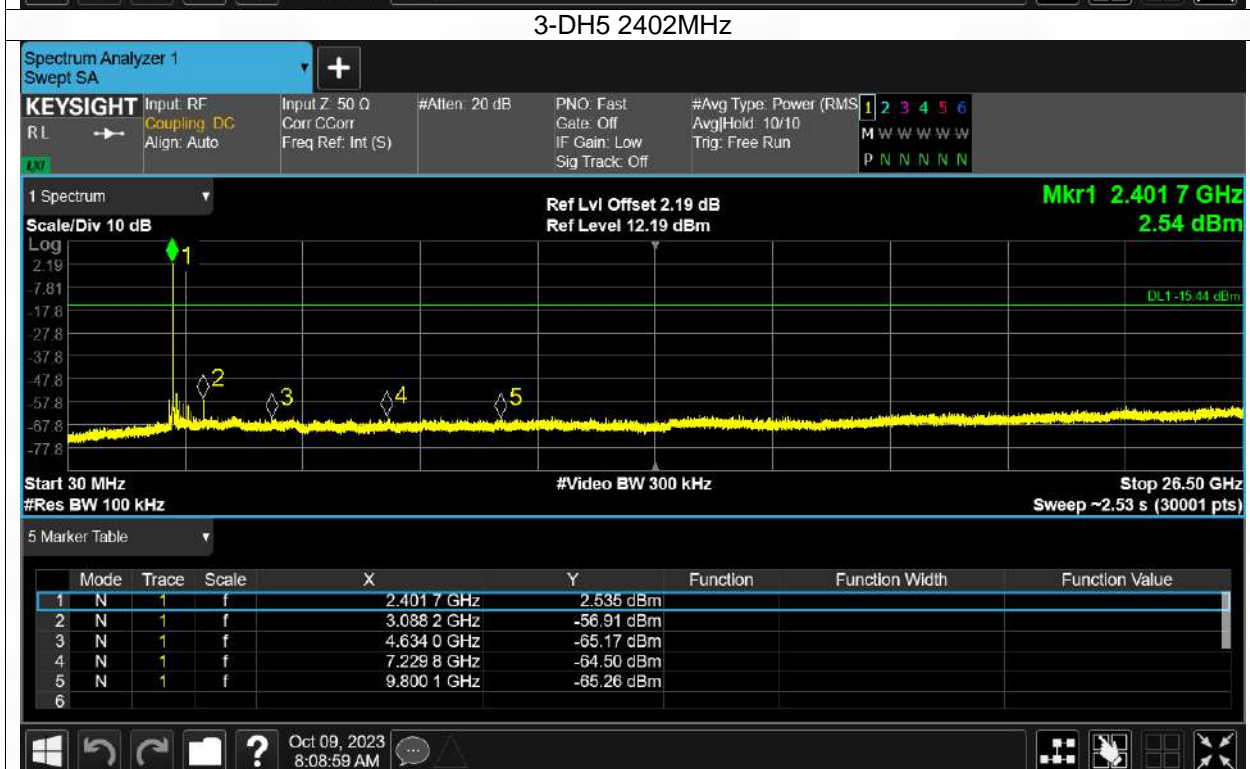 3-DH5 2402MHz
Spectrum Analyzer 1
Swept SA
+
KEYSIGHT
RL
LXI
Input: RF
Coupling: DC
Align: Auto
Input Z: 50 Ω
Corr CCorr
Freq Ref: Int (S)
#Atten: 20 dB
PNO: Fast
Gate: Off
IF Gain: Low
Sig Track: Off
#Avg Type: Power (RMS
Avg|Hold: 10/10
Trig: Free Run
1 2 3 4 5 6
M W W W W W
P N N N N N
1 Spectrum
Scale/Div 10 dB
Ref Lvl Offset 2.19 dB
Ref Level 12.19 dBm
Mkr1 2.401 7 GHz
2.54 dBm
Log
2.19
-7.81
-17.8
-27.8
-37.8
-47.8
-57.8
-67.8
-77.8
1
2
3
4
5
DL1 -15.44 dBm
Start 30 MHz
#Video BW 300 kHz
Stop 26.50 GHz
#Res BW 100 kHz
Sweep ~2.53 s (30001 pts)
5 Marker Table
Mode Trace Scale X Y Function Function Width Function Value
1 N 1 f 2.401 7 GHz 2.535 dBm
2 N 1 f 3.088 2 GHz -56.91 dBm
3 N 1 f 4.634 0 GHz -65.17 dBm
4 N 1 f 7.229 8 GHz -64.50 dBm
5 N 1 f 9.800 1 GHz -65.26 dBm
6
?
Oct 09, 2023
8:08:59 AM